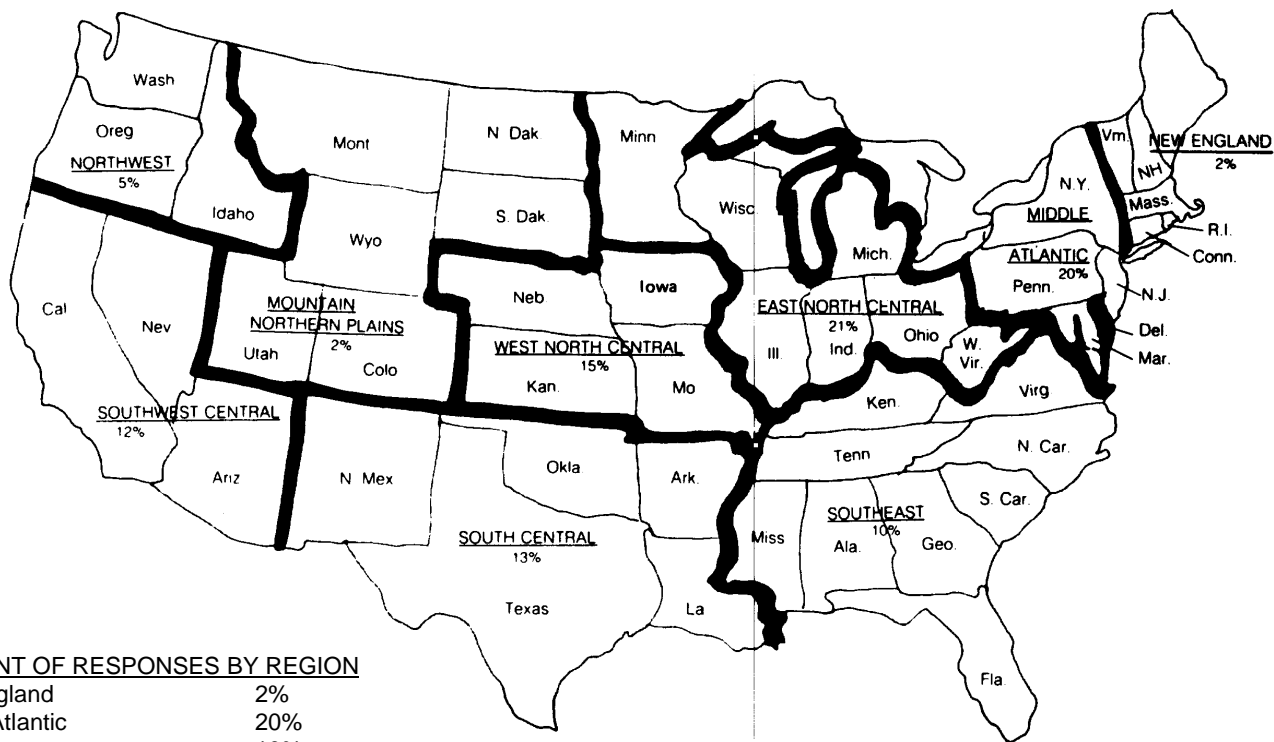 Wash
Oreg
NORTHWEST
5%
Idaho
Mont
N Dak
Minn
Wyo
S. Dak.
Wisc.
Mich.
Vm.
NH
NEW ENGLAND
2%
N.Y.
Mass.
R.I.
Conn.
MIDDLE
ATLANTIC
20%
Penn.
N.J.
Del.
Mar.
Cal
Nev
MOUNTAIN
NORTHERN PLAINS
2%
Utah
Colo
Neb.
Iowa
WEST NORTH CENTRAL
15%
Kan.
Mo
EAST NORTH CENTRAL
21%
Ill.
Ind.
Ohio
W.
Vir.
Virg.
Ken.
SOUTHWEST CENTRAL
12%
Ariz
N Mex
Okla
Ark.
Tenn
N. Car.
S. Car.
SOUTH CENTRAL
13%
Texas
La
Miss
SOUTHEAST
10%
Ala.
Geo.
Fla.
NT OF RESPONSES BY REGION
gland 2%
Atlantic 20%